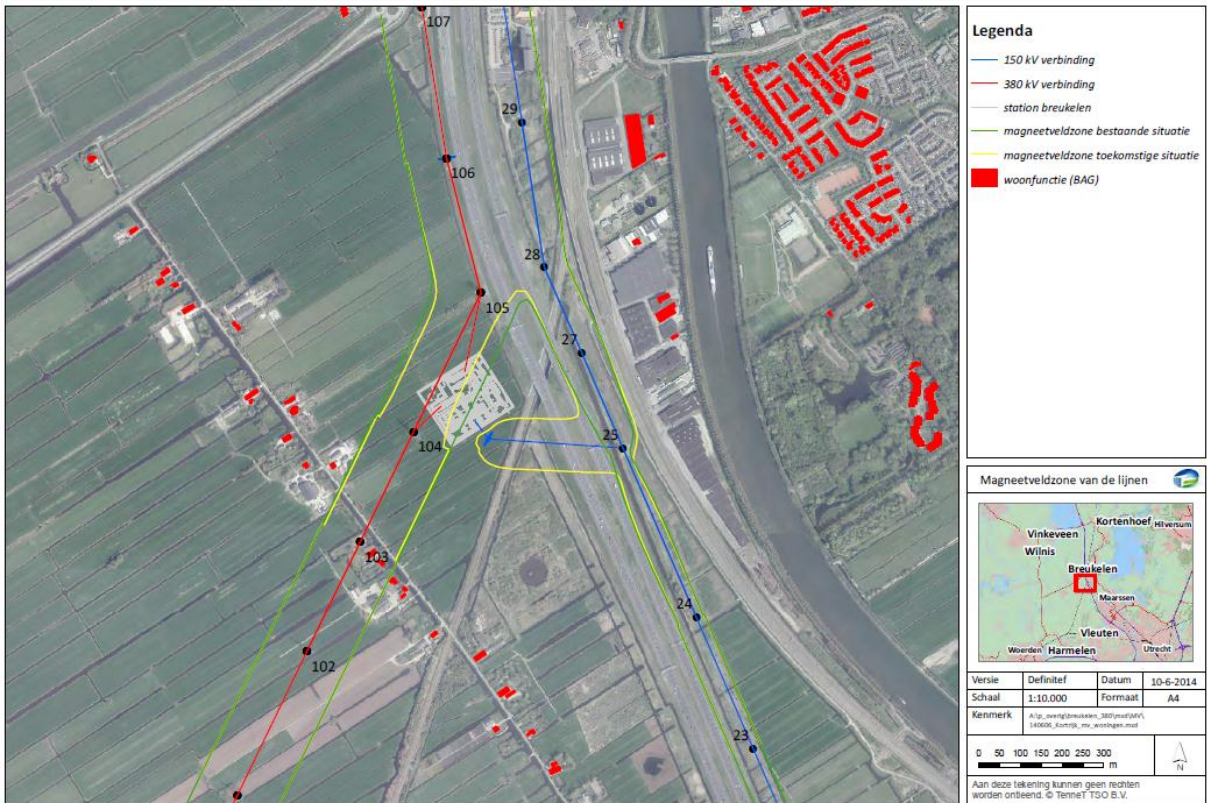 107
29
106
28
105
27
104
25
103
24
102
23
Legenda
150 kV verbinding
380 kV verbinding
station breukelen
magneetveldzone bestaande situatie
magneetveldzone toekomstige situatie
woonfunctie (BAG)
Magneetveldzone van de lijnen
Kortenhoef
Hilversum
Vinkeveen
Wilnis
Breukelen
Maarssen
Vleuten
Woerden
Harmelen
Utrecht
Versie Definitief Datum 10-6-2014
Schaal 1:10.000 Formaat A4
Kenmerk
140606_Kortrijk_mv_woningen.mxd
0 50 100 150 200 250 300
m
N
Aan deze tekening kunnen geen rechten
worden ontleend. © TenneT TSO B.V.